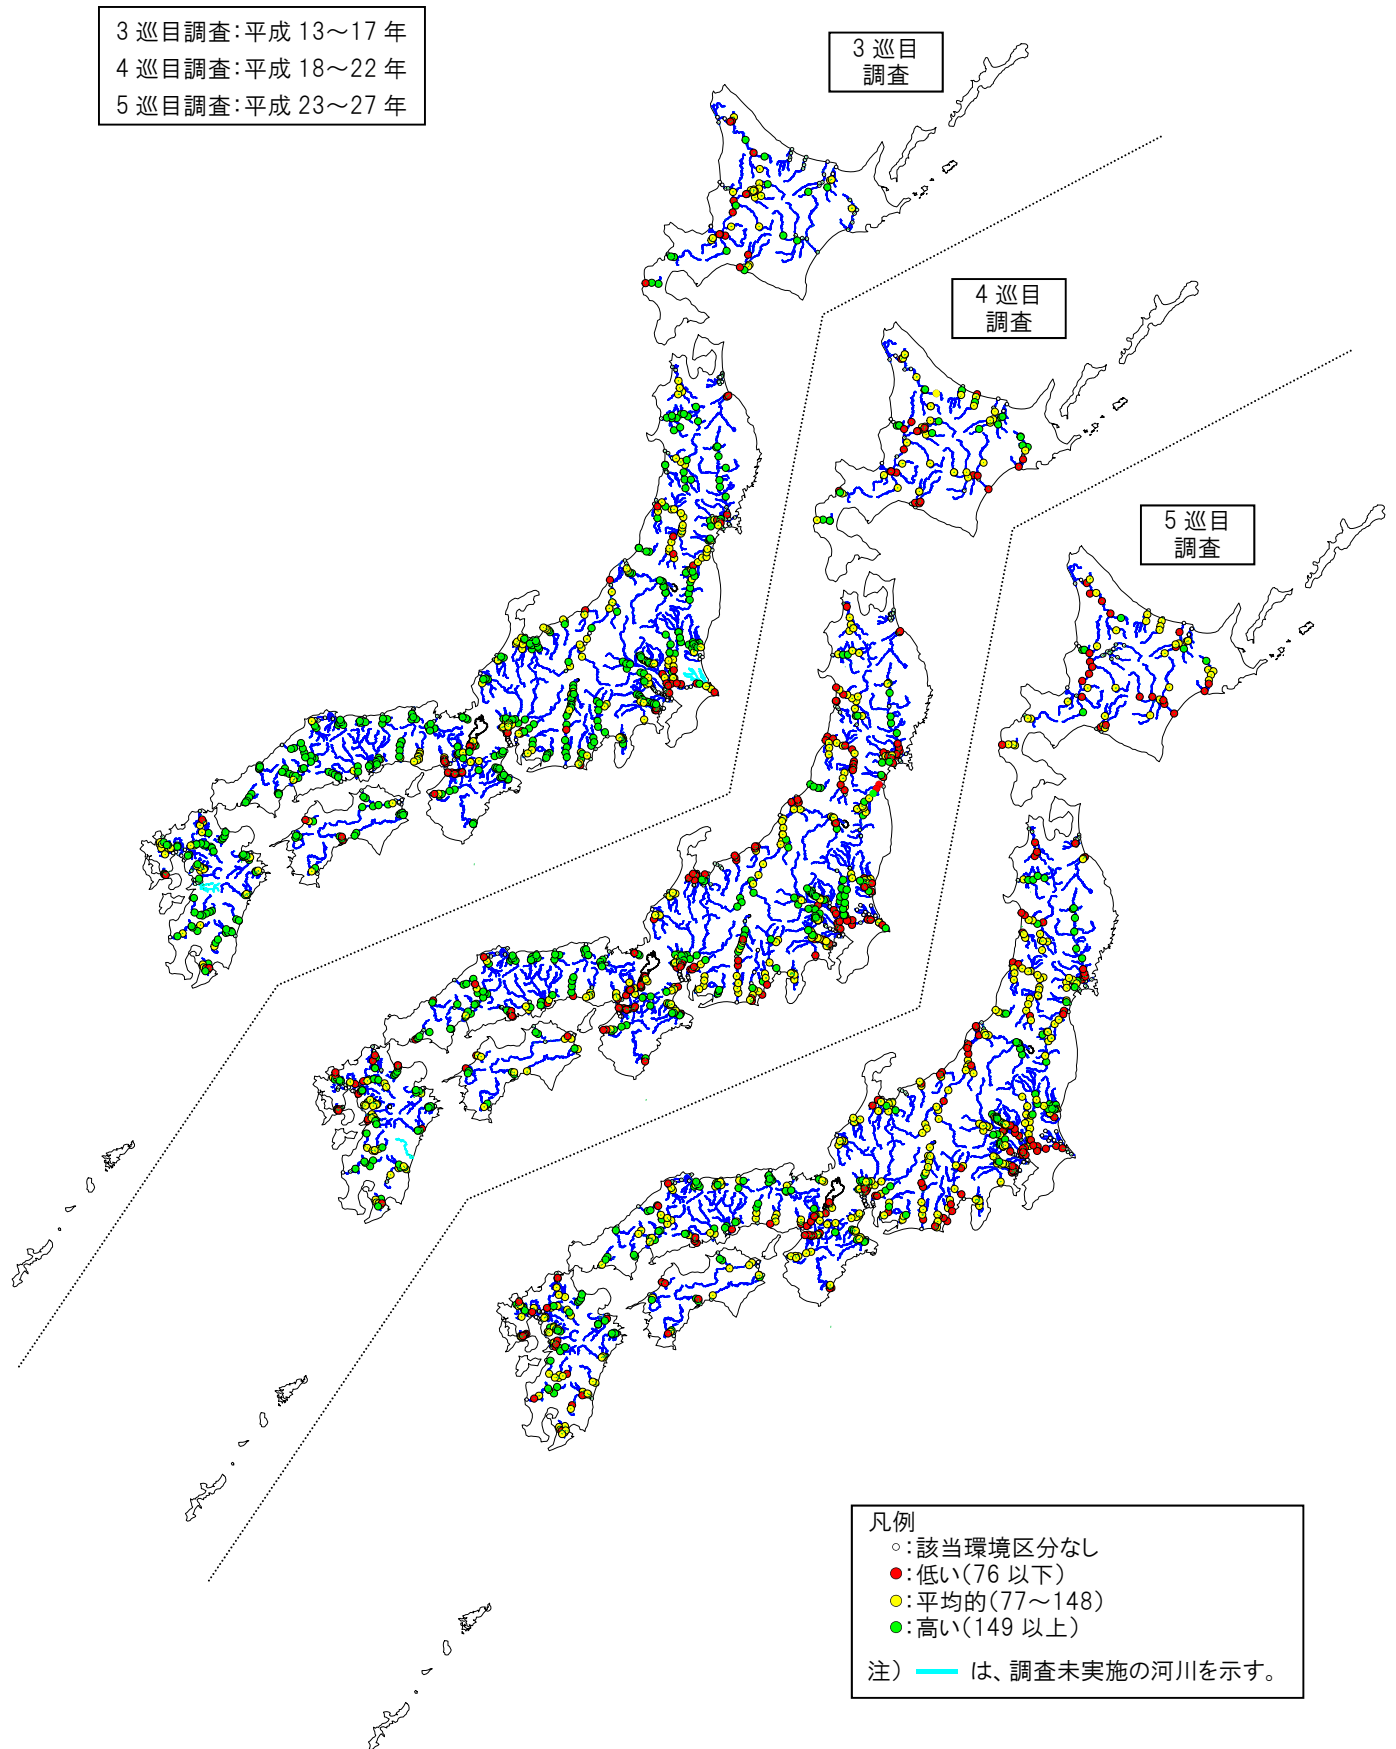 3 巡目調査：平成 13～17 年
4 巡目調査：平成 18～22 年
5 巡目調査：平成 23～27 年
3 巡目
調査
4 巡目
調査
5 巡目
調査
凡例
○：該当環境区分なし
●：低い（76 以下）
●：平均的（77～148）
●：高い（149 以上）
注） ━━ は、調査未実施の河川を示す。